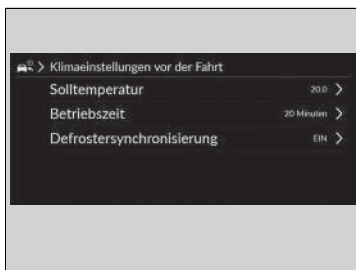 Klimaeinstellungen vor der Fahrt
Solltemperatur 20.0
Betriebszeit 20 Minuten
Defrostersynchronisierung EIN